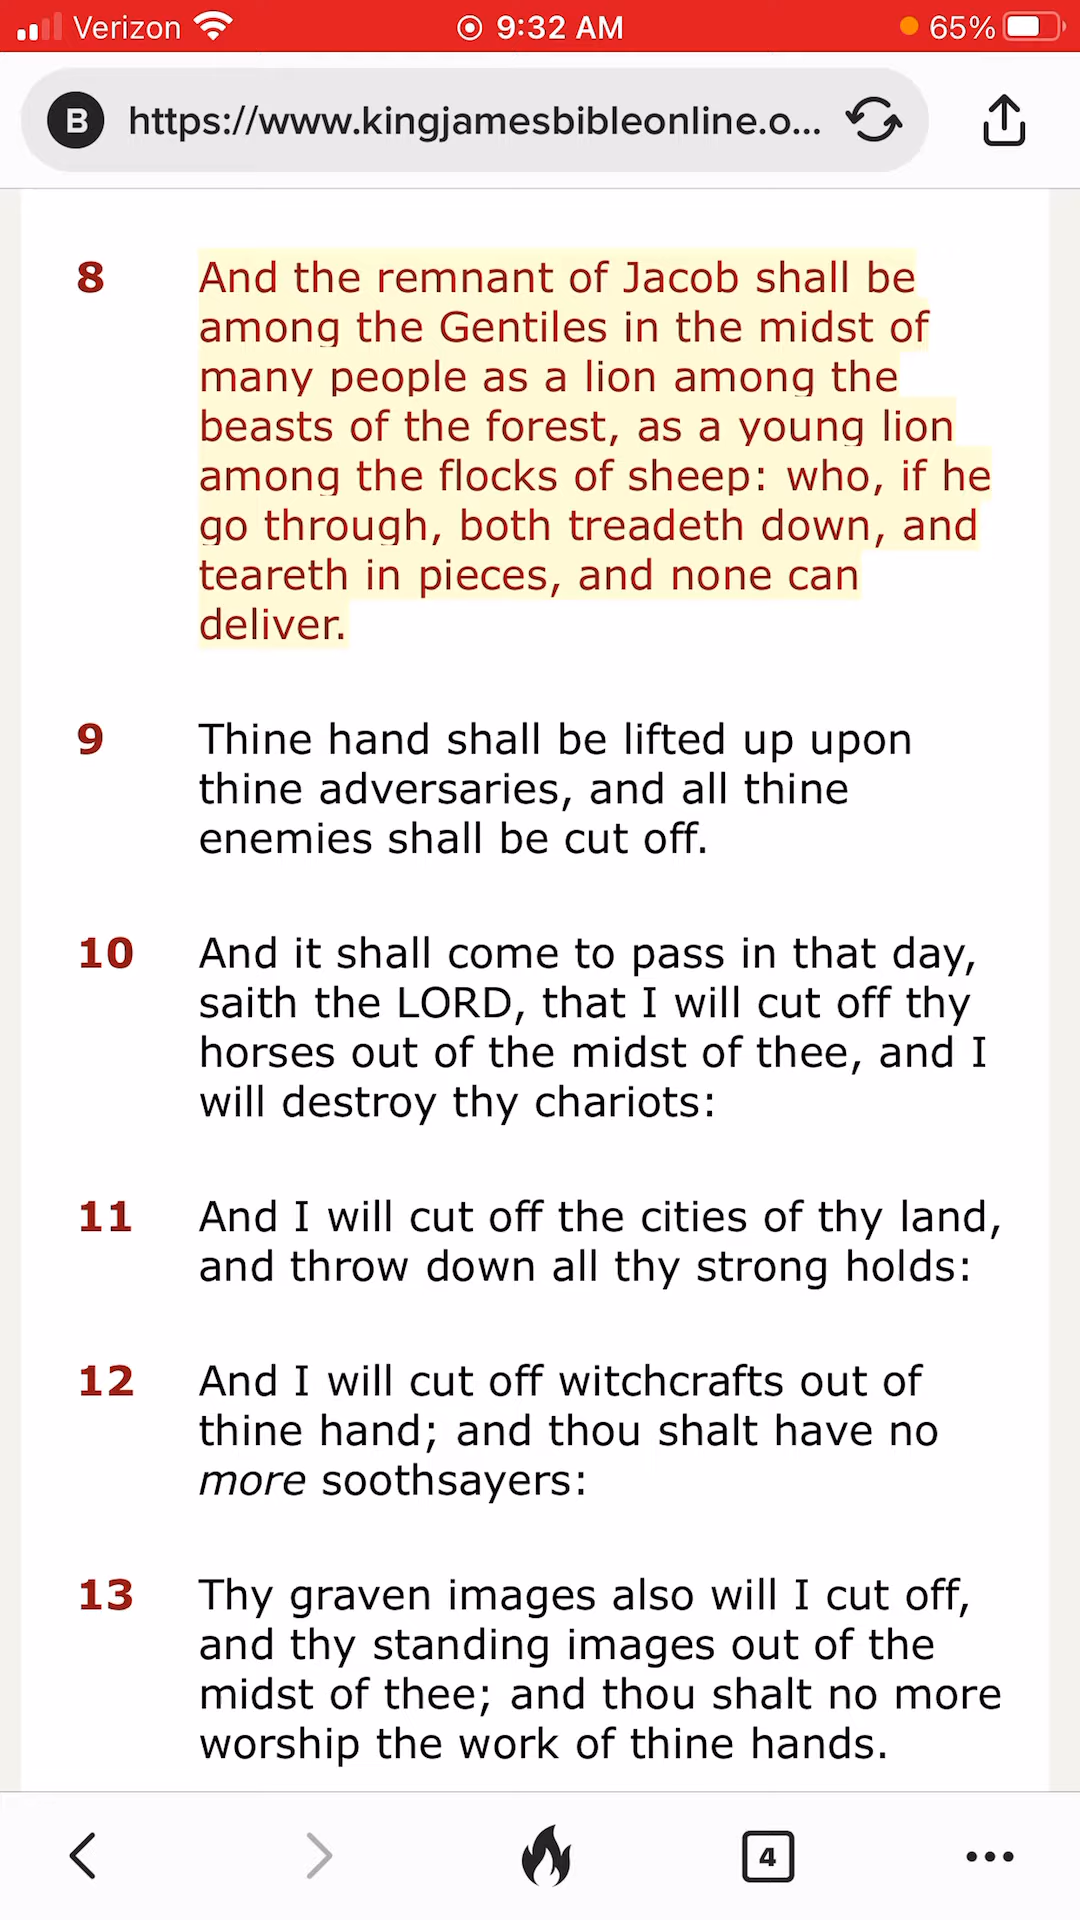 Verizon 9:32 AM 65%
B https://www.kingjamesbibleonline.o...
8 And the remnant of Jacob shall be
among the Gentiles in the midst of
many people as a lion among the
beasts of the forest, as a young lion
among the flocks of sheep: who, if he
go through, both treadeth down, and
teareth in pieces, and none can
deliver.
9 Thine hand shall be lifted up upon
thine adversaries, and all thine
enemies shall be cut off.
10 And it shall come to pass in that day,
saith the LORD, that I will cut off thy
horses out of the midst of thee, and I
will destroy thy chariots:
11 And I will cut off the cities of thy land,
and throw down all thy strong holds:
12 And I will cut off witchcrafts out of
thine hand; and thou shalt have no
more soothsayers:
13 Thy graven images also will I cut off,
and thy standing images out of the
midst of thee; and thou shalt no more
worship the work of thine hands.
4